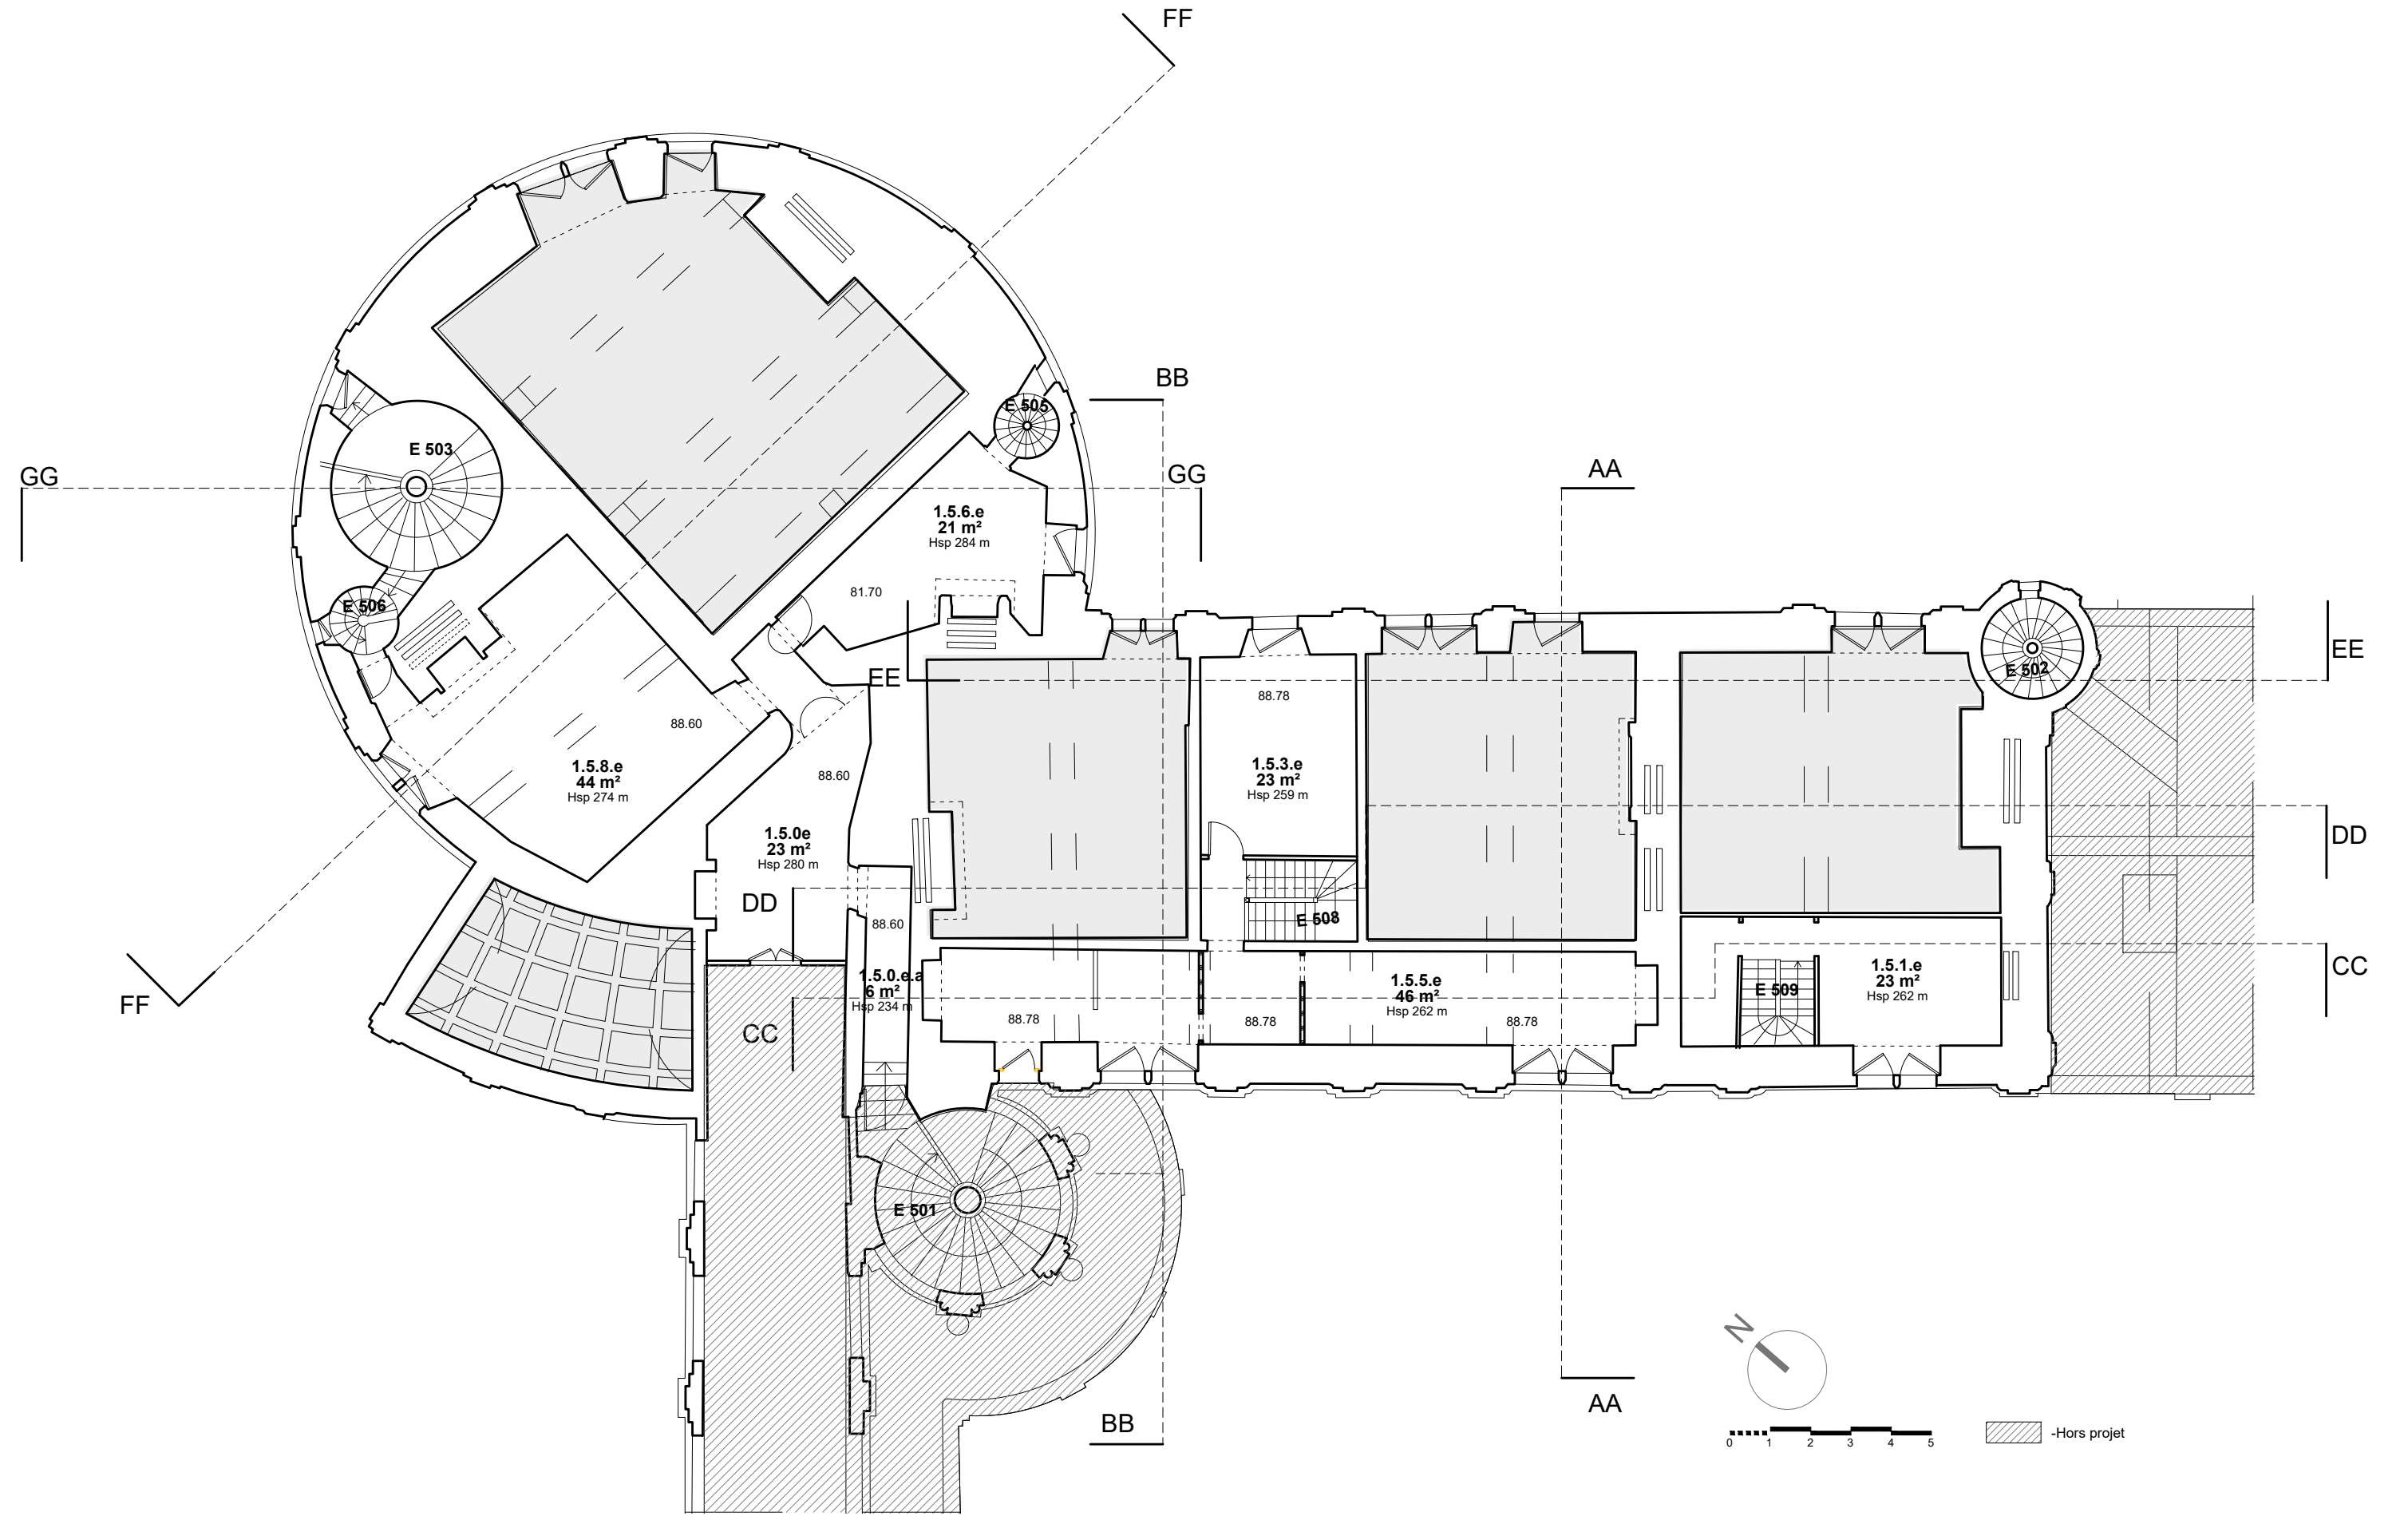 FF
BB
E 505
E 503
GG
GG
AA
1.5.6.e
21 m²
Hsp 284 m
81.70
E 506
EE
E 502
EE
88.78
88.60
1.5.8.e
44 m²
Hsp 274 m
88.60
1.5.3.e
23 m²
Hsp 259 m
1.5.0e
23 m²
Hsp 280 m
DD
DD
88.60
E 508
1.5.0.e.a
6 m²
Hsp 234 m
1.5.5.e
46 m²
Hsp 262 m
1.5.1.e
23 m²
Hsp 262 m
CC
E 509
FF
CC
88.78
88.78
88.78
E 501
N
AA
BB
0 1 2 3 4 5
-Hors projet